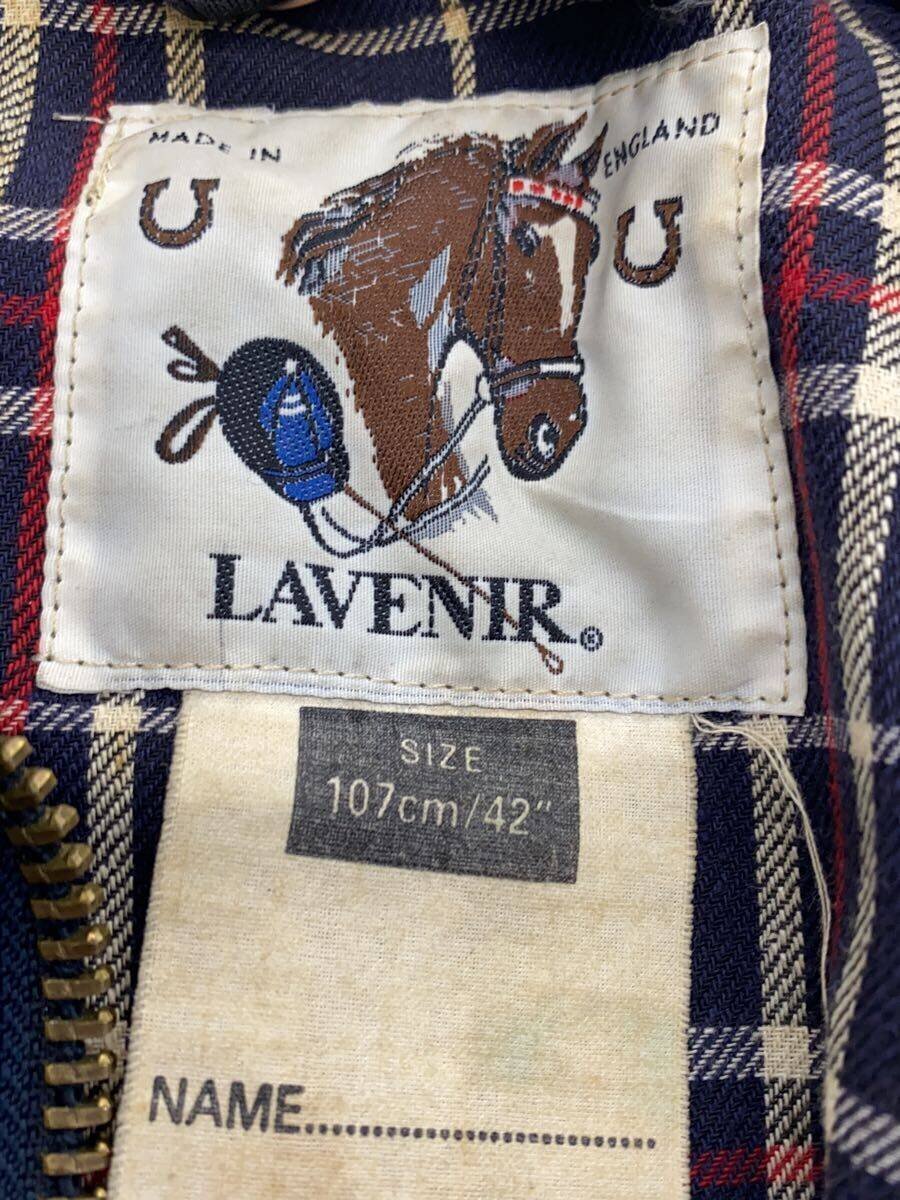 MADE IN ENGLAND
LAVENIR®
SIZE
107cm/42"
NAME............................